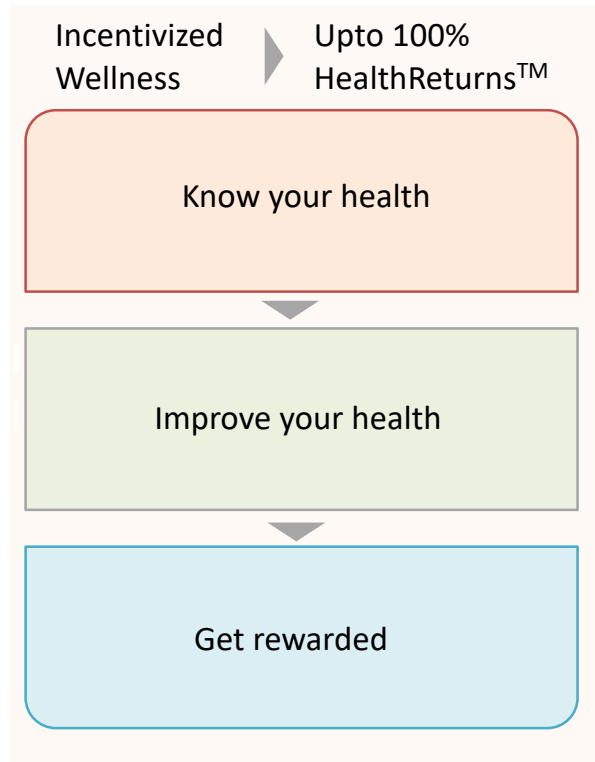 Incentivized
Wellness
Upto 100%
HealthReturns™
Know your health
Improve your health
Get rewarded